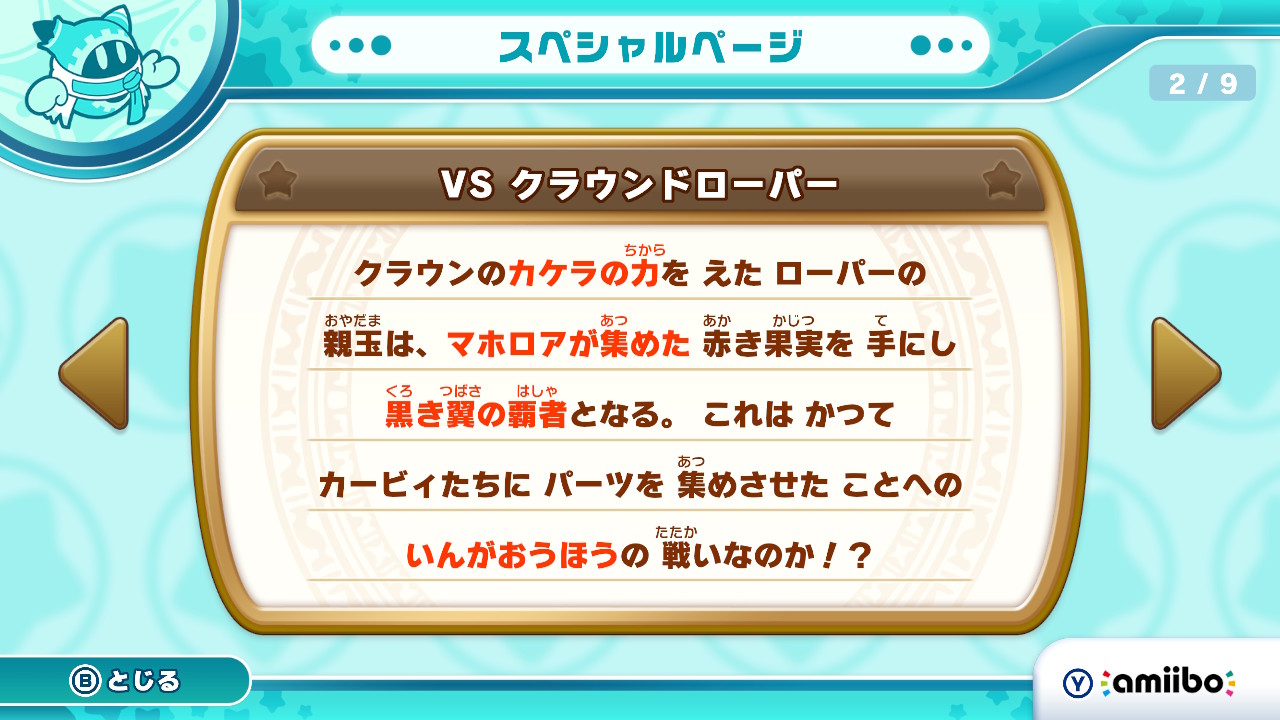 スペシャルページ
2 / 9
VS クラウンドローパー
ちから
クラウンのカケラの力を えた ローパーの
おやだま あつ あか かじつ て
親玉は、マホロアが集めた 赤き果実を 手にし
くろ つばさ はしゃ
黒き翼の覇者となる。 これは かつて
あつ
カービィたちに パーツを 集めさせた ことへの
たたか
いんがおうほうの 戦いなのか!?
Ⓑ とじる
Ⓨ amiibo